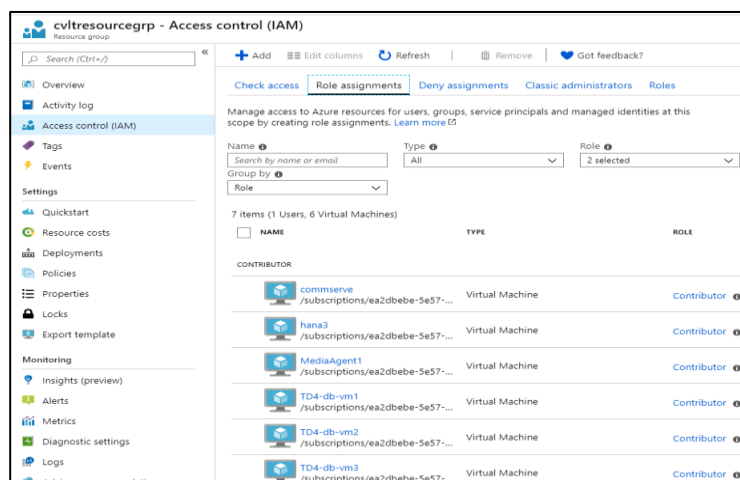 cvltresourcegrp - Access control (IAM)
Resource group
Search (Ctrl+/)
«
Overview
Activity log
Access control (IAM)
Tags
Events
Settings
Quickstart
Resource costs
Deployments
Policies
Properties
Locks
Export template
Monitoring
Insights (preview)
Alerts
Metrics
Diagnostic settings
Logs
Add Edit columns Refresh Remove Got feedback?
Check access Role assignments Deny assignments Classic administrators Roles
Manage access to Azure resources for users, groups, service principals and managed identities at this
scope by creating role assignments. Learn more
Name Type Role
Search by name or email All 2 selected
Group by
Role
7 items (1 Users, 6 Virtual Machines)
NAME TYPE ROLE
CONTRIBUTOR
commserve
/subscriptions/ea2dbebe-5e57-... Virtual Machine Contributor
hana3
/subscriptions/ea2dbebe-5e57-... Virtual Machine Contributor
MediaAgent1
/subscriptions/ea2dbebe-5e57-... Virtual Machine Contributor
TD4-db-vm1
/subscriptions/ea2dbebe-5e57-... Virtual Machine Contributor
TD4-db-vm2
/subscriptions/ea2dbebe-5e57-... Virtual Machine Contributor
TD4-db-vm3
/subscriptions/ea2dbebe-5e57-... Virtual Machine Contributor